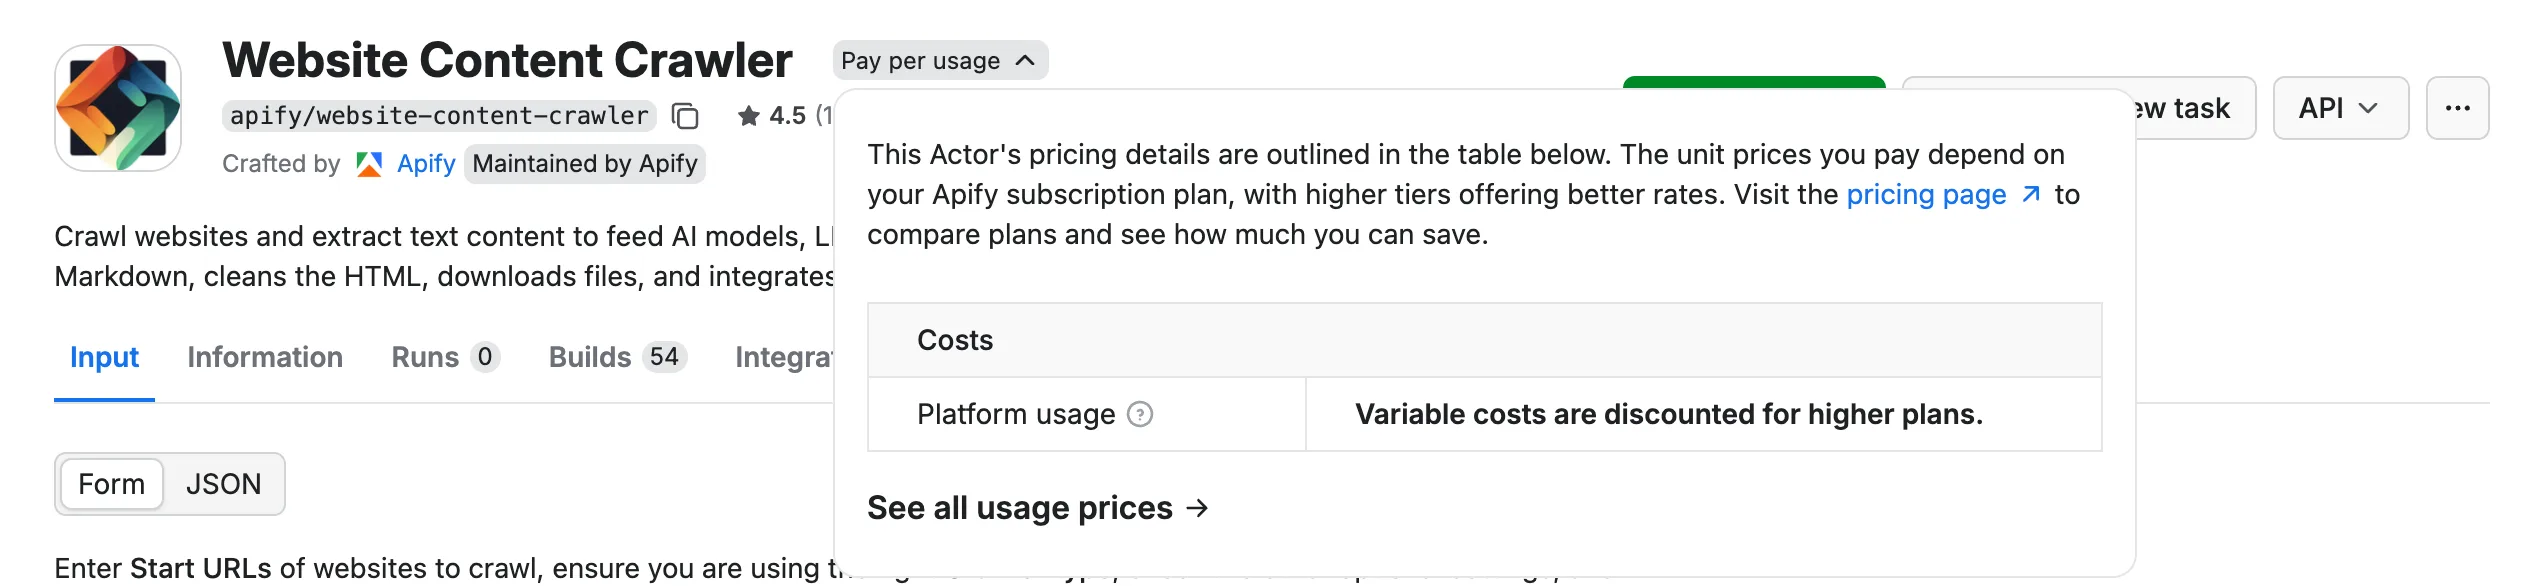 Website Content Crawler
Pay per usage
apify/website-content-crawler
4.5 (1
Crafted by Apify Maintained by Apify
ew task
API
This Actor's pricing details are outlined in the table below. The unit prices you pay depend on
your Apify subscription plan, with higher tiers offering better rates. Visit the pricing page to
compare plans and see how much you can save.
Crawl websites and extract text content to feed AI models,
Markdown, cleans the HTML, downloads files, and integrates
Costs
Platform usage ? Variable costs are discounted for higher plans.
See all usage prices →
Input Information Runs 0 Builds 54 Integra
Form JSON
Enter Start URLs of websites to crawl, ensure you are using